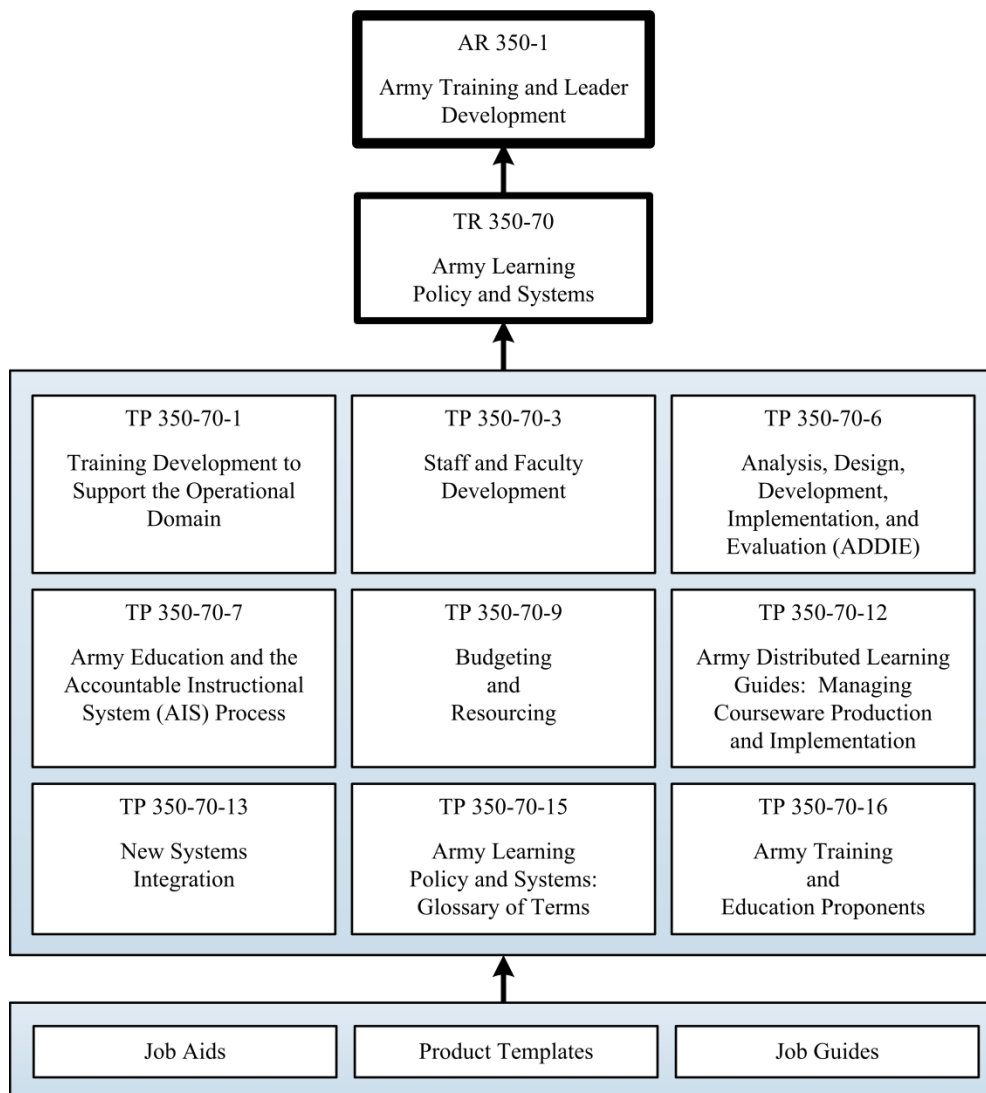 AR 350-1
Army Training and Leader
Development
TR 350-70
Army Learning
Policy and Systems
TP 350-70-1
Training Development to
Support the Operational
Domain
TP 350-70-3
Staff and Faculty
Development
TP 350-70-6
Analysis, Design,
Development,
Implementation, and
Evaluation (ADDIE)
TP 350-70-7
Army Education and the
Accountable Instructional
System (AIS) Process
TP 350-70-9
Budgeting
and
Resourcing
TP 350-70-12
Army Distributed Learning
Guides:  Managing
Courseware Production
and Implementation
TP 350-70-13
New Systems
Integration
TP 350-70-15
Army Learning
Policy and Systems:
Glossary of Terms
TP 350-70-16
Army Training
and
Education Proponents
Job Aids
Product Templates
Job Guides